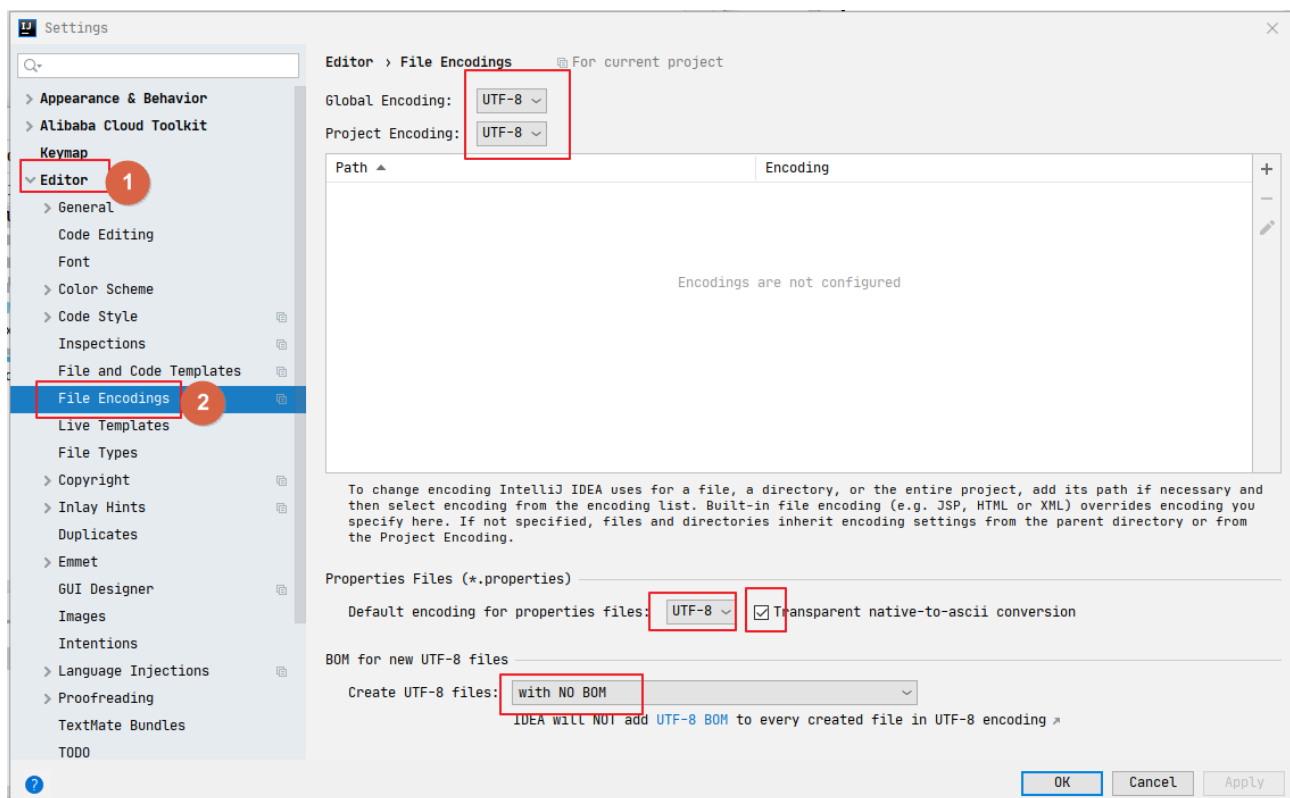 Settings
Editor › File Encodings For current project
Global Encoding: UTF-8
Project Encoding: UTF-8
Appearance & Behavior
Alibaba Cloud Toolkit
Keymap
Editor
1
General
Code Editing
Font
Color Scheme
Code Style
Inspections
File and Code Templates
File Encodings
2
Live Templates
File Types
Copyright
Inlay Hints
Duplicates
Emmet
GUI Designer
Images
Intentions
Language Injections
Proofreading
TextMate Bundles
TODO
Path Encoding
Encodings are not configured
To change encoding IntelliJ IDEA uses for a file, a directory, or the entire project, add its path if necessary and
then select encoding from the encoding list. Built-in file encoding (e.g. JSP, HTML or XML) overrides encoding you
specify here. If not specified, files and directories inherit encoding settings from the parent directory or from
the Project Encoding.
Properties Files (*.properties)
Default encoding for properties files: UTF-8 Transparent native-to-ascii conversion
BOM for new UTF-8 files
Create UTF-8 files: with NO BOM
IDEA will NOT add UTF-8 BOM to every created file in UTF-8 encoding ↗
? OK Cancel Apply